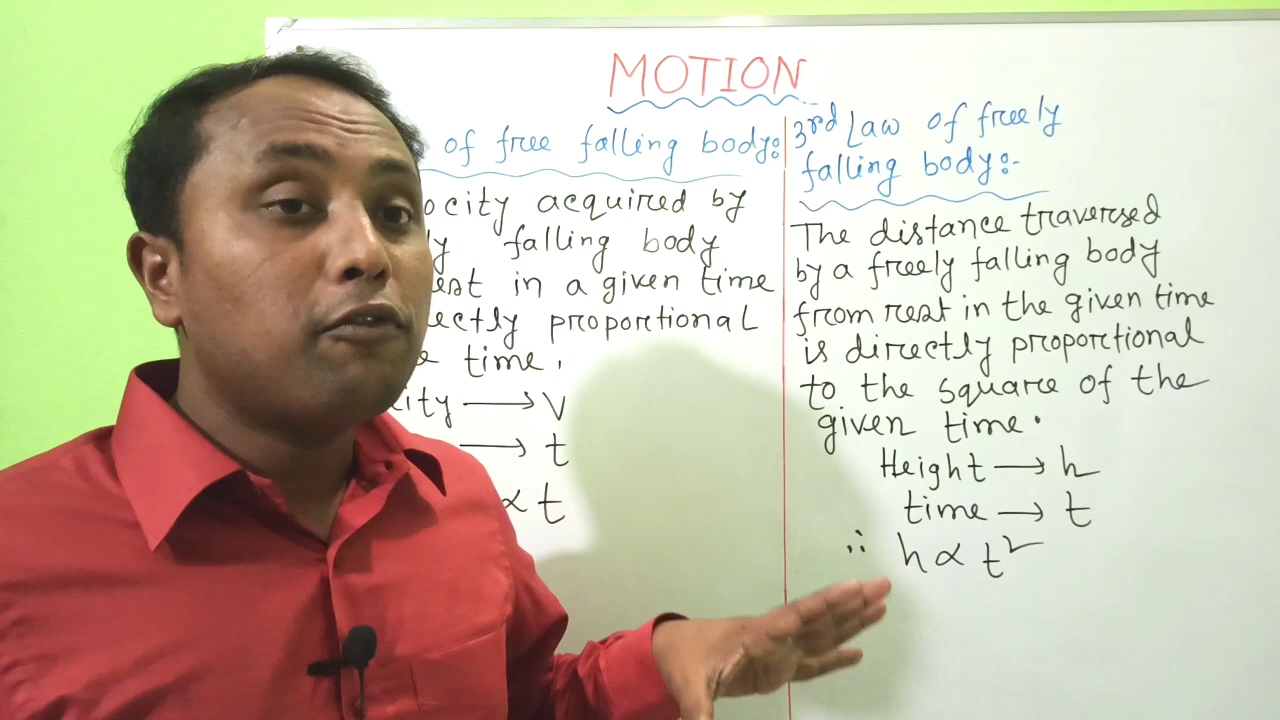 MOTION
of free falling body:
ocity acquired by
y falling body
est in a given time
ectly proportional
e time.
ity → V
→ t
∝ t
3rd Law of freely
falling body:-
The distance traversed
by a freely falling body
from rest in the given time
is directly proportional
to the square of the
given time.
Height → h
time → t
∴ h ∝ t²